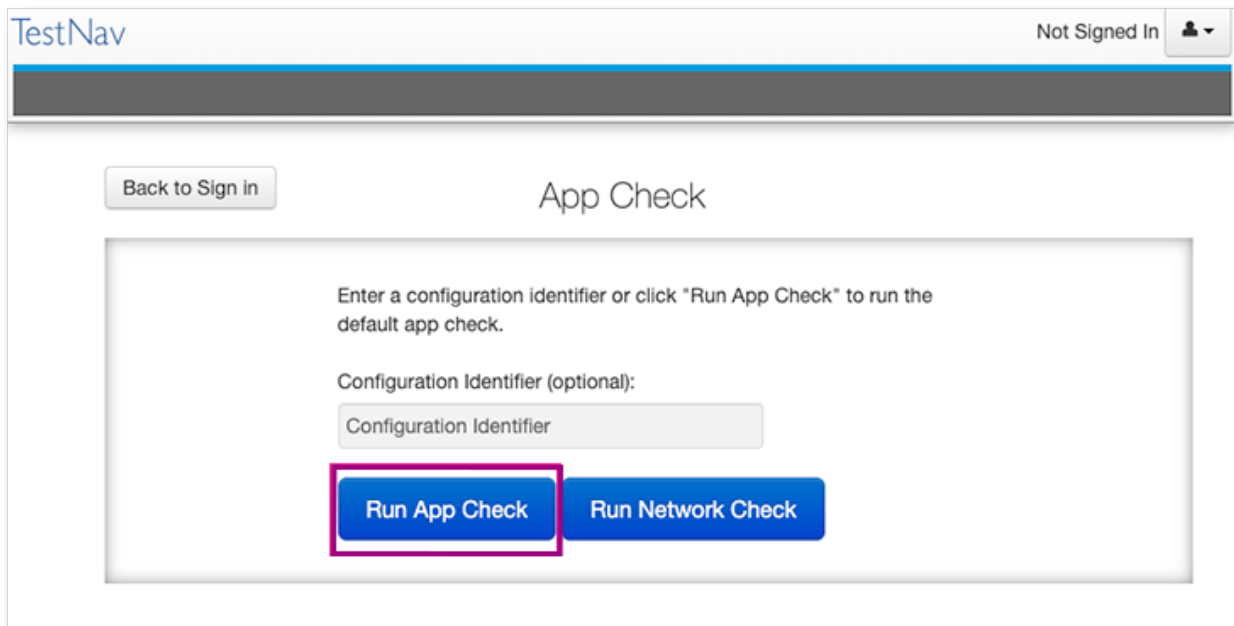 TestNav
Not Signed In
Back to Sign in
App Check
Enter a configuration identifier or click "Run App Check" to run the
default app check.
Configuration Identifier (optional):
Configuration Identifier
Run App Check
Run Network Check